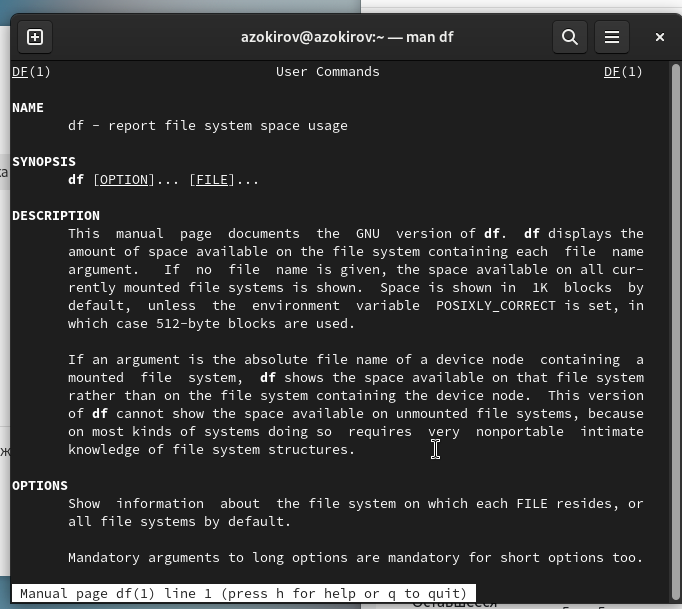 azokirov@azokirov:~ — man df
DF(1) User Commands DF(1)
NAME
df - report file system space usage
SYNOPSIS
df [OPTION]... [FILE]...
DESCRIPTION
This manual page documents the GNU version of df. df displays the
amount of space available on the file system containing each file name
argument. If no file name is given, the space available on all cur-
rently mounted file systems is shown. Space is shown in 1K blocks by
default, unless the environment variable POSIXLY_CORRECT is set, in
which case 512-byte blocks are used.
If an argument is the absolute file name of a device node containing a
mounted file system, df shows the space available on that file system
rather than on the file system containing the device node. This version
of df cannot show the space available on unmounted file systems, because
on most kinds of systems doing so requires very nonportable intimate
knowledge of file system structures.
OPTIONS
Show information about the file system on which each FILE resides, or
all file systems by default.
Mandatory arguments to long options are mandatory for short options too.
Manual page df(1) line 1 (press h for help or q to quit)